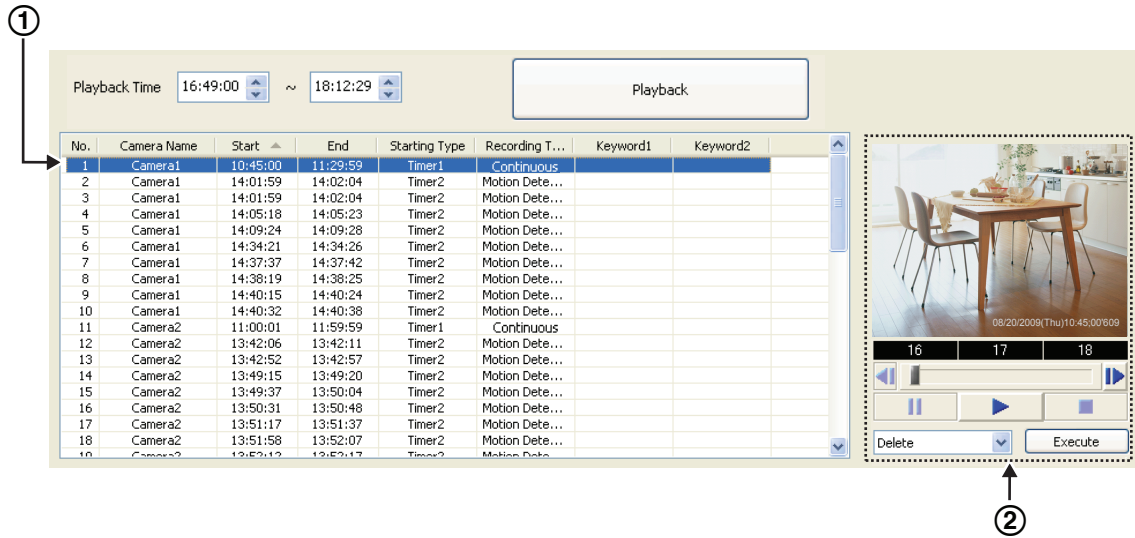 ①
Playback Time 16:49:00 ~ 18:12:29 Playback
No. Camera Name Start End Starting Type Recording T... Keyword1 Keyword2
1 Camera1 10:45:00 11:29:59 Timer1 Continuous
2 Camera1 14:01:59 14:02:04 Timer2 Motion Dete...
3 Camera1 14:01:59 14:02:04 Timer2 Motion Dete...
4 Camera1 14:05:18 14:05:23 Timer2 Motion Dete...
5 Camera1 14:09:24 14:09:28 Timer2 Motion Dete...
6 Camera1 14:34:21 14:34:26 Timer2 Motion Dete...
7 Camera1 14:37:37 14:37:42 Timer2 Motion Dete...
8 Camera1 14:38:19 14:38:25 Timer2 Motion Dete...
9 Camera1 14:40:15 14:40:24 Timer2 Motion Dete...
10 Camera1 14:40:32 14:40:38 Timer2 Motion Dete...
11 Camera2 11:00:01 11:59:59 Timer1 Continuous
12 Camera2 13:42:06 13:42:11 Timer2 Motion Dete...
13 Camera2 13:42:52 13:42:57 Timer2 Motion Dete...
14 Camera2 13:49:15 13:49:20 Timer2 Motion Dete...
15 Camera2 13:49:37 13:50:04 Timer2 Motion Dete...
16 Camera2 13:50:31 13:50:48 Timer2 Motion Dete...
17 Camera2 13:51:17 13:51:37 Timer2 Motion Dete...
18 Camera2 13:51:58 13:52:07 Timer2 Motion Dete...
19 Camera2 13:52:12 13:52:17 Timer2 Motion Dete...
08/20/2009(Thu)10:45;00'609
16 17 18
Delete Execute
②